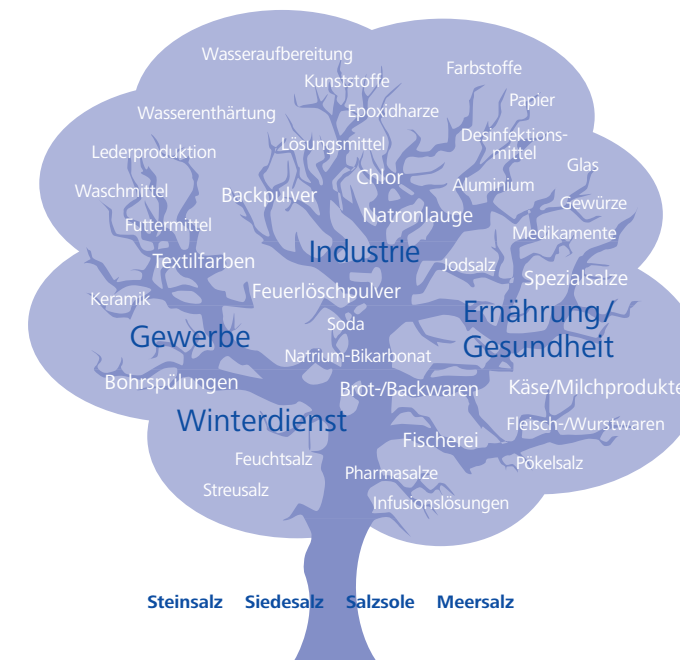 Wasseraufbereitung
Farbstoffe
Kunststoffe
Papier
Wasserenthärtung
Epoxidharze
Desinfektions-
mittel
Lederproduktion
Lösungsmittel
Glas
Chlor
Waschmittel
Backpulver
Aluminium
Gewürze
Natronlauge
Futtermittel
Medikamente
Industrie
Textilfarben
Jodsalz
Spezialsalze
Keramik
Feuerlöschpulver
Ernährung/
Gesundheit
Soda
Gewerbe
Natrium-Bikarbonat
Bohrspülungen
Brot-/Backwaren
Käse/Milchprodukte
Winterdienst
Fleisch-/Wurstwaren
Fischerei
Feuchtsalz
Pökelsalz
Pharmasalze
Streusalz
Infusionslösungen
Steinsalz Siedesalz Salzsole Meersalz